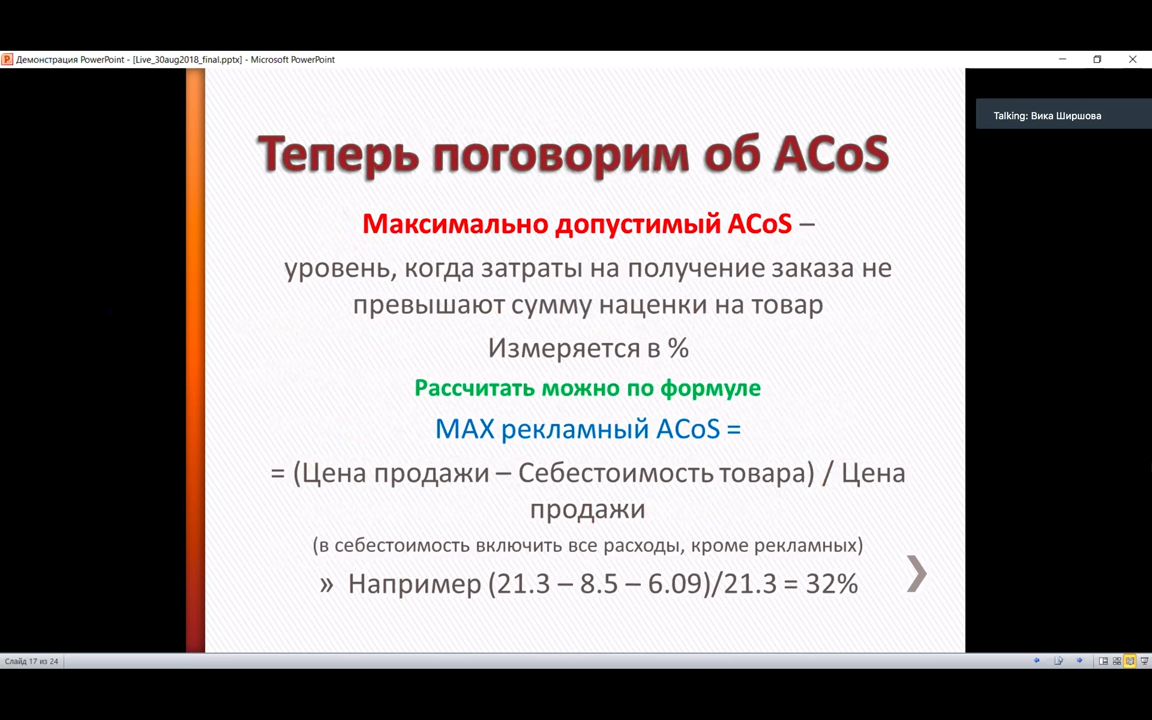 Демонстрация PowerPoint - [Live_30aug2018_final.pptx] - Microsoft PowerPoint
Talking: Вика Ширшова
Теперь поговорим об ACoS
Максимально допустимый ACoS –
уровень, когда затраты на получение заказа не
превышают сумму наценки на товар
Измеряется в %
Рассчитать можно по формуле
MAX рекламный ACoS =
= (Цена продажи – Себестоимость товара) / Цена
продажи
(в себестоимость включить все расходы, кроме рекламных)
» Например (21.3 – 8.5 – 6.09)/21.3 = 32%
Слайд 17 из 24